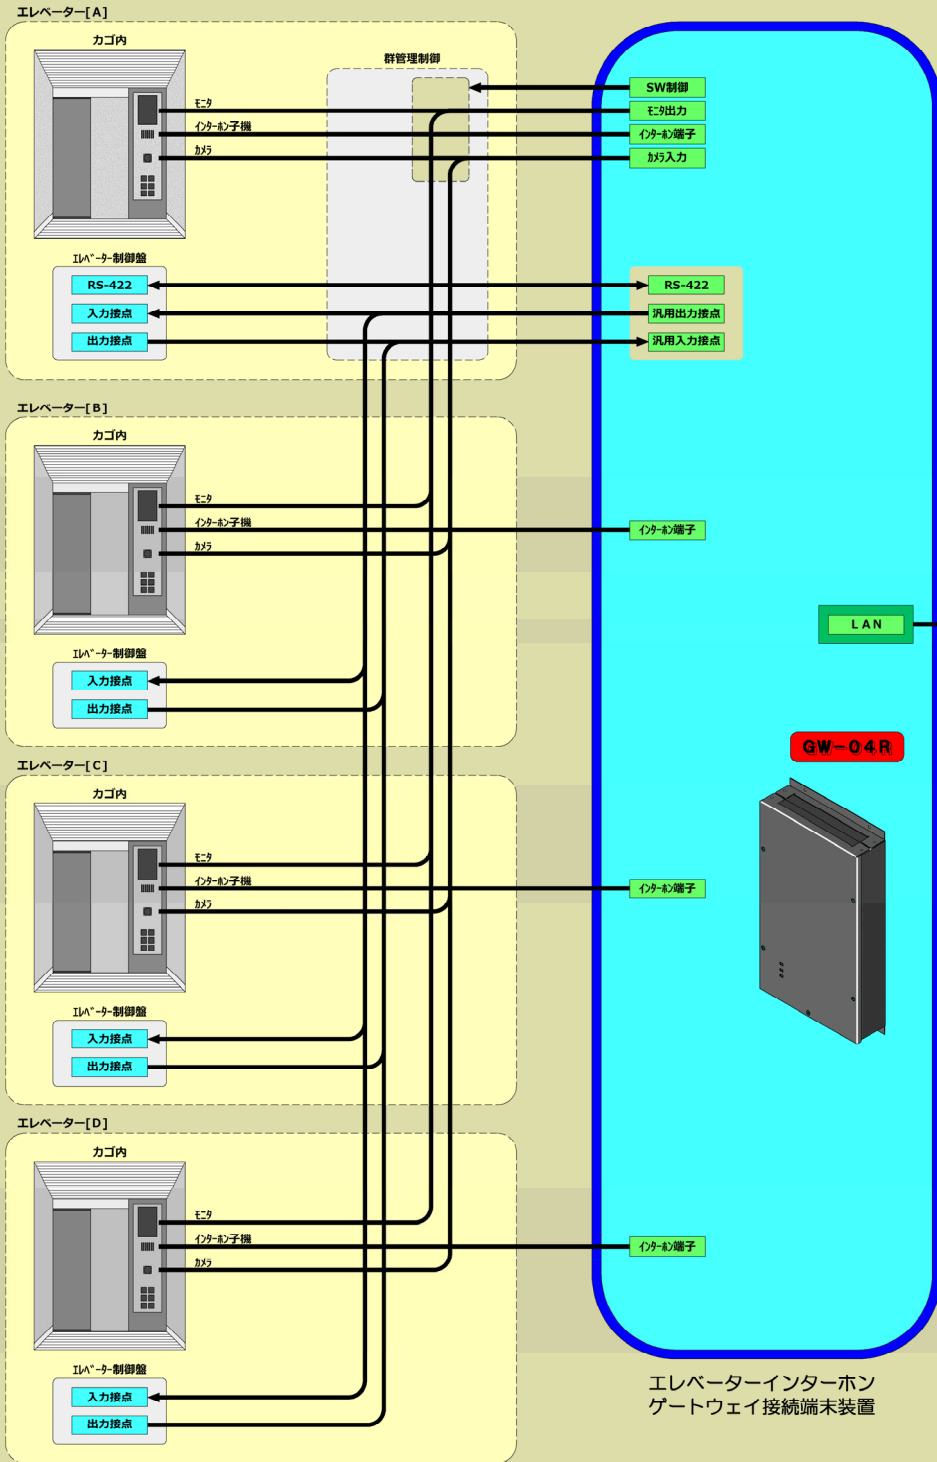 エレベーター[A]
カゴ内
群管理制御
SW制御
モニタ
モニタ出力
インターホン子機
インターホン端子
カメラ
カメラ入力
エレベーター制御盤
RS-422
RS-422
入力接点
汎用出力接点
出力接点
汎用入力接点
エレベーター[B]
カゴ内
モニタ
インターホン子機
インターホン端子
カメラ
LAN
エレベーター制御盤
入力接点
出力接点
GW-04R
エレベーター[C]
カゴ内
モニタ
インターホン子機
インターホン端子
カメラ
エレベーター制御盤
入力接点
出力接点
エレベーター[D]
カゴ内
モニタ
インターホン子機
インターホン端子
カメラ
エレベーター制御盤
入力接点
出力接点
エレベーターインターホン
ゲートウェイ接続端末装置